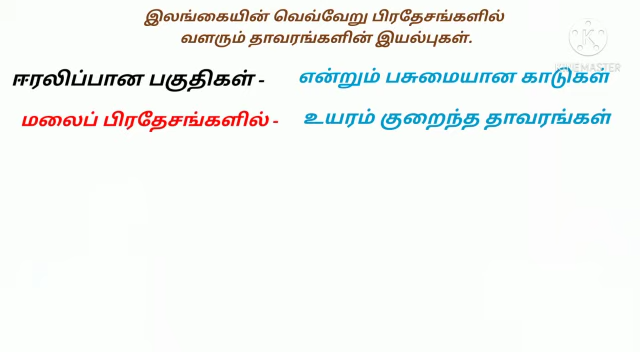 இலங்கையின் வெவ்வேறு பிரதேசங்களில்
வளரும் தாவரங்களின் இயல்புகள்.
ஈரலிப்பான பகுதிகள் - என்றும் பசுமையான காடுகள்
மலைப் பிரதேசங்களில் - உயரம் குறைந்த தாவரங்கள்
K
KINEMASTER